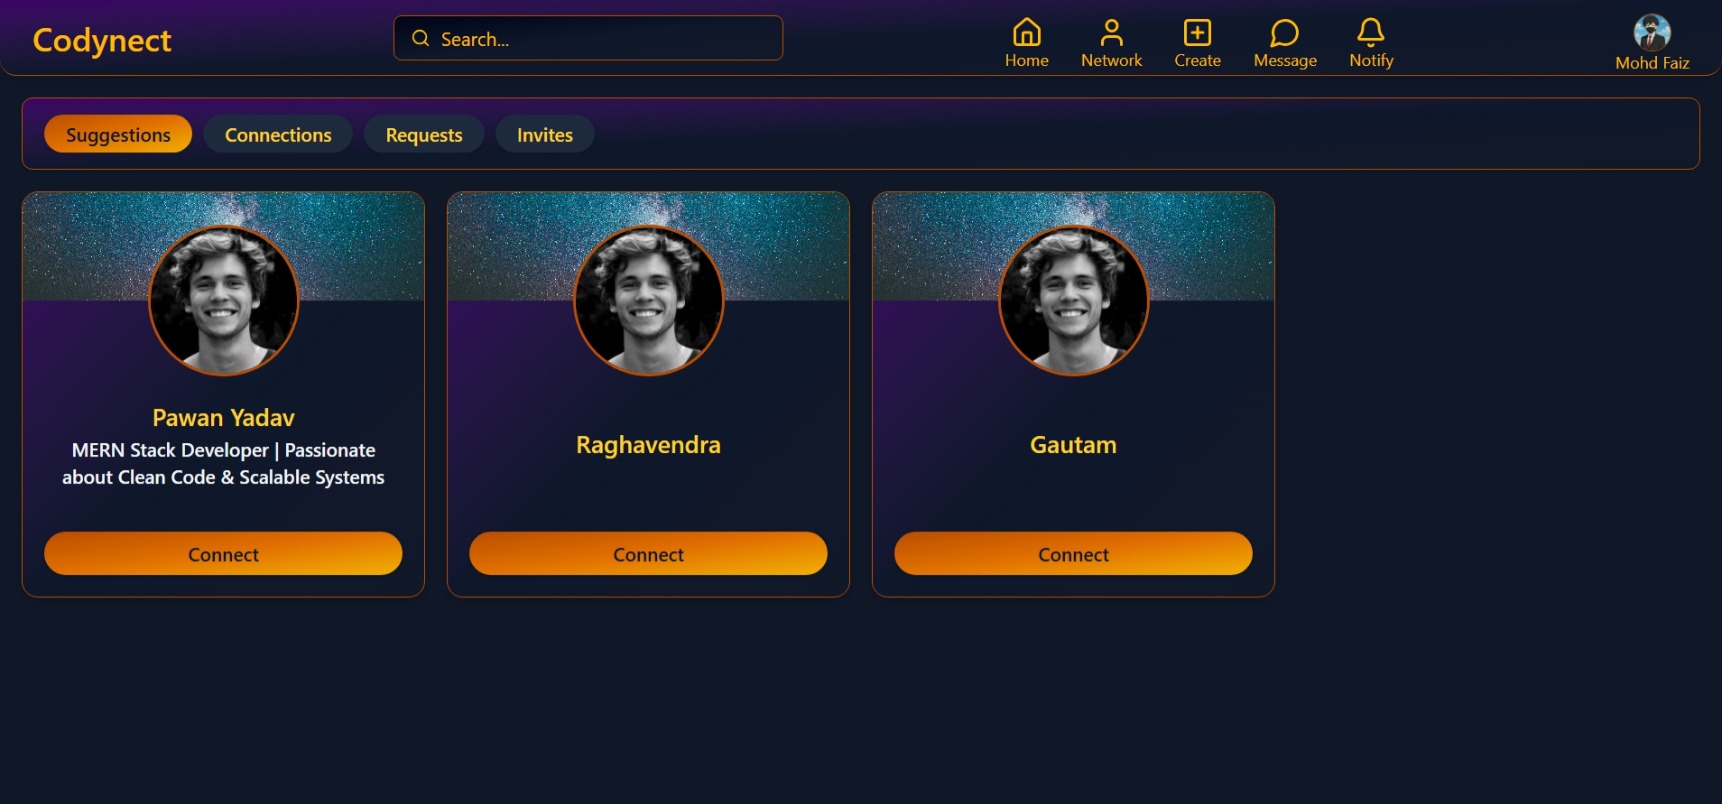 Codynect
Search...
Home
Network
Create
Message
Notify
Mohd Faiz
Suggestions
Connections
Requests
Invites
Pawan Yadav
MERN Stack Developer | Passionate
about Clean Code & Scalable Systems
Connect
Raghavendra
Connect
Gautam
Connect